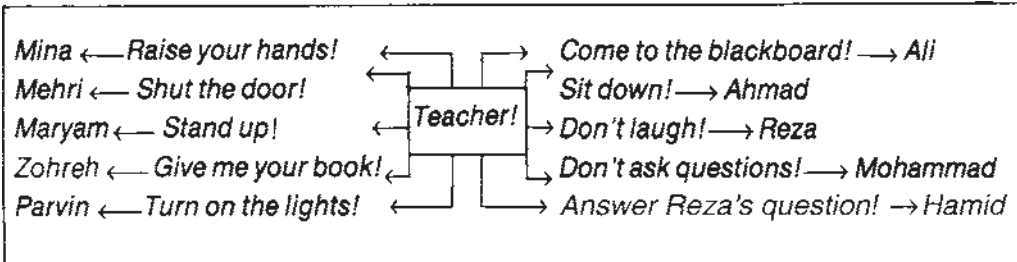 Mina ← Raise your hands! Come to the blackboard! → Ali
Mehri ← Shut the door! Sit down! → Ahmad
Maryam ← Stand up! Teacher! Don't laugh! → Reza
Zohreh ← Give me your book! Don't ask questions! → Mohammad
Parvin ← Turn on the lights! Answer Reza's question! → Hamid